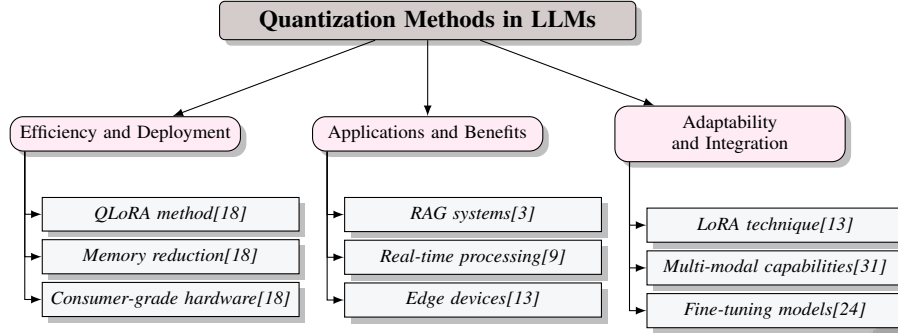 Quantization Methods in LLMs
Efficiency and Deployment
QLoRA method[18]
Memory reduction[18]
Consumer-grade hardware[18]
Applications and Benefits
RAG systems[3]
Real-time processing[9]
Edge devices[13]
Adaptability
and Integration
LoRA technique[13]
Multi-modal capabilities[31]
Fine-tuning models[24]